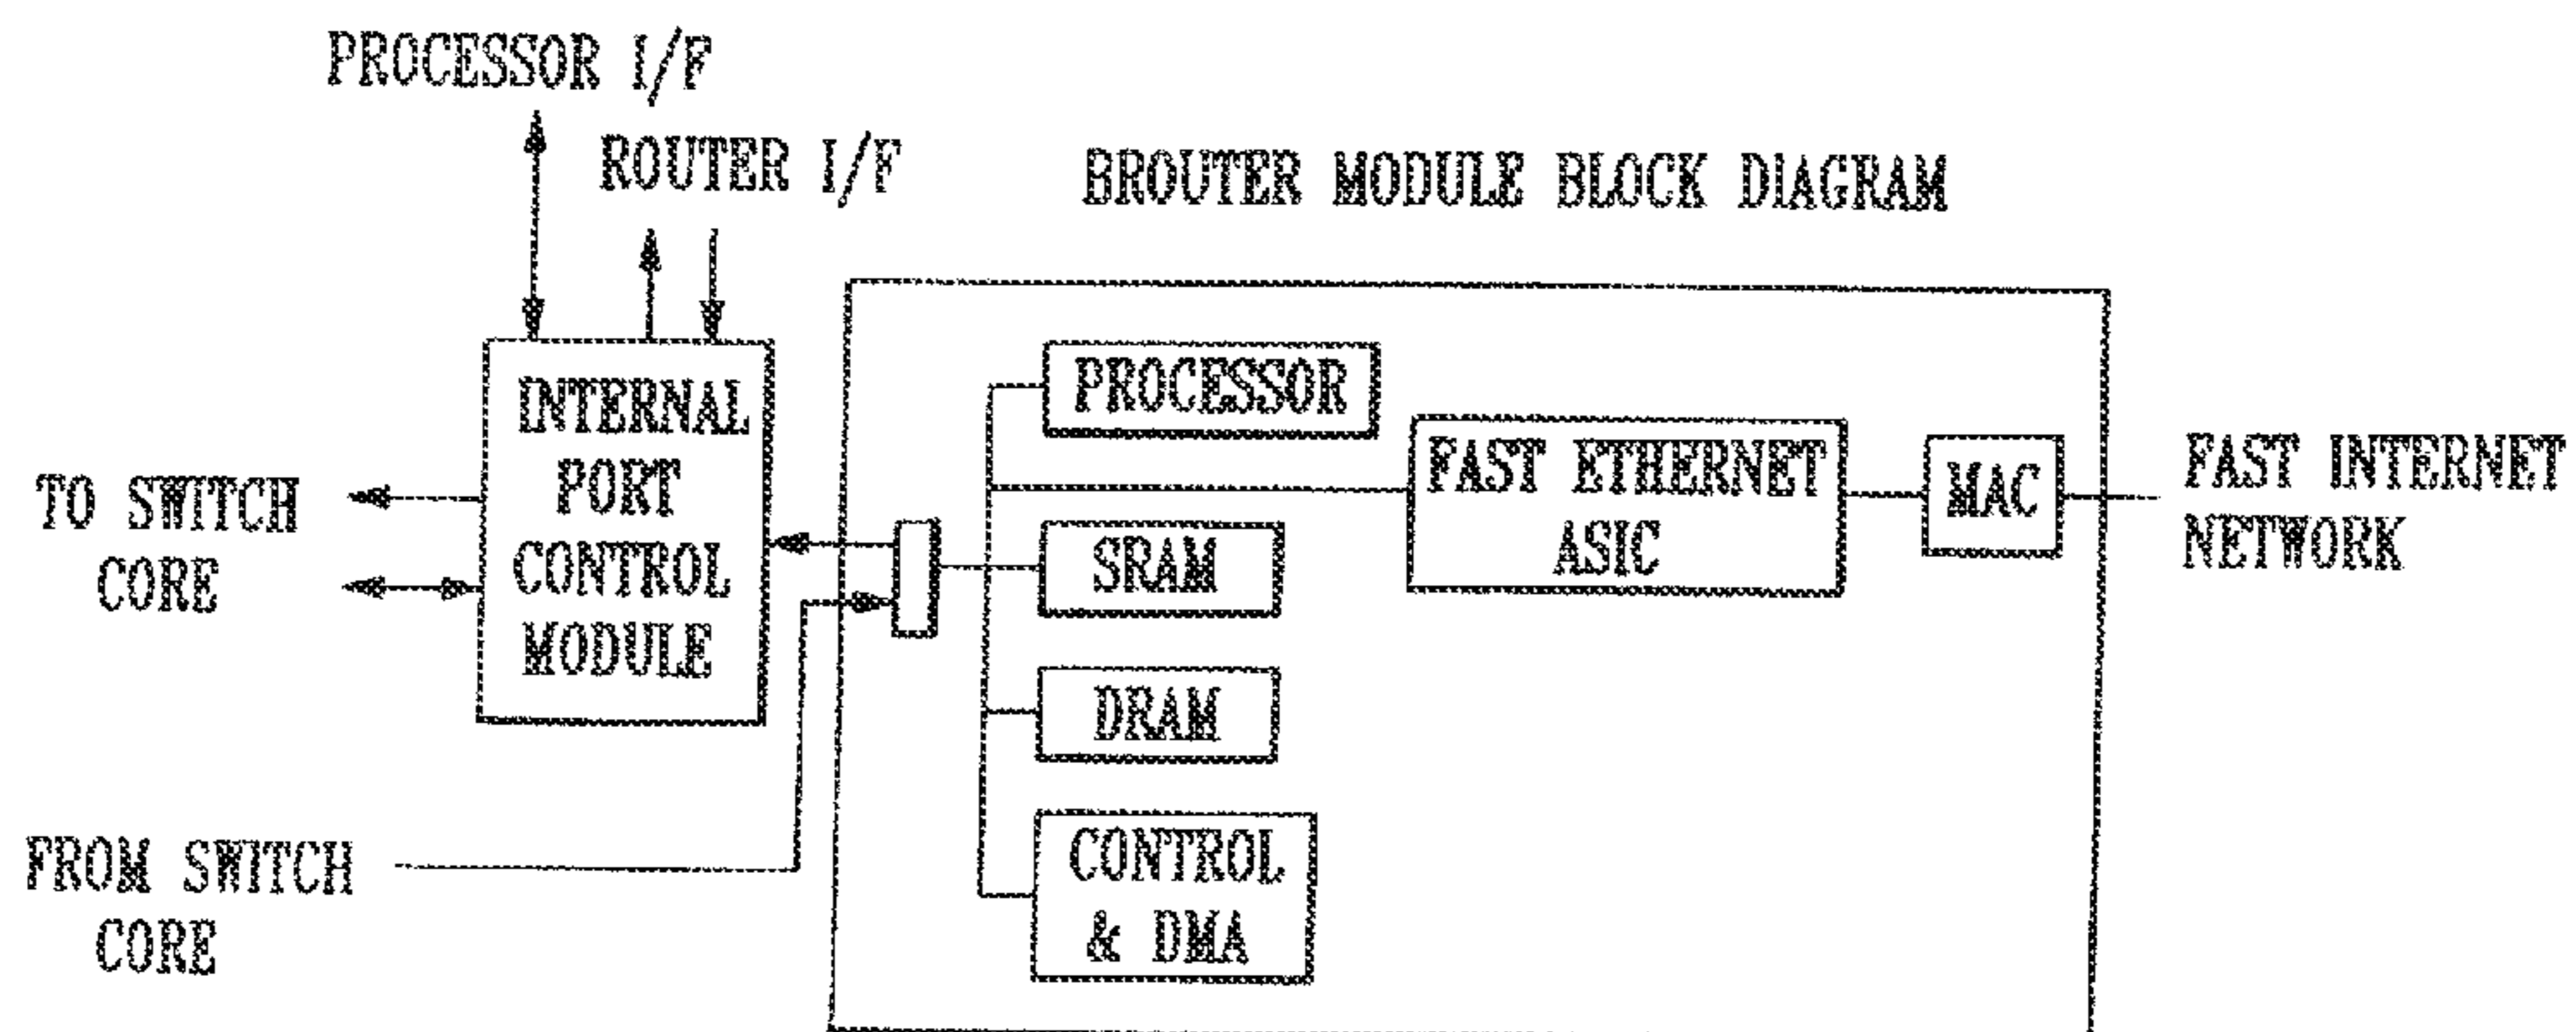 PROCESSOR I/F
ROUTER I/F
BROUTER MODULE BLOCK DIAGRAM
INTERNAL
PORT
CONTROL
MODULE
TO SWITCH
CORE
FROM SWITCH
CORE
PROCESSOR
FAST ETHERNET
ASIC
MAC
FAST INTERNET
NETWORK
SRAM
DRAM
CONTROL
& DMA